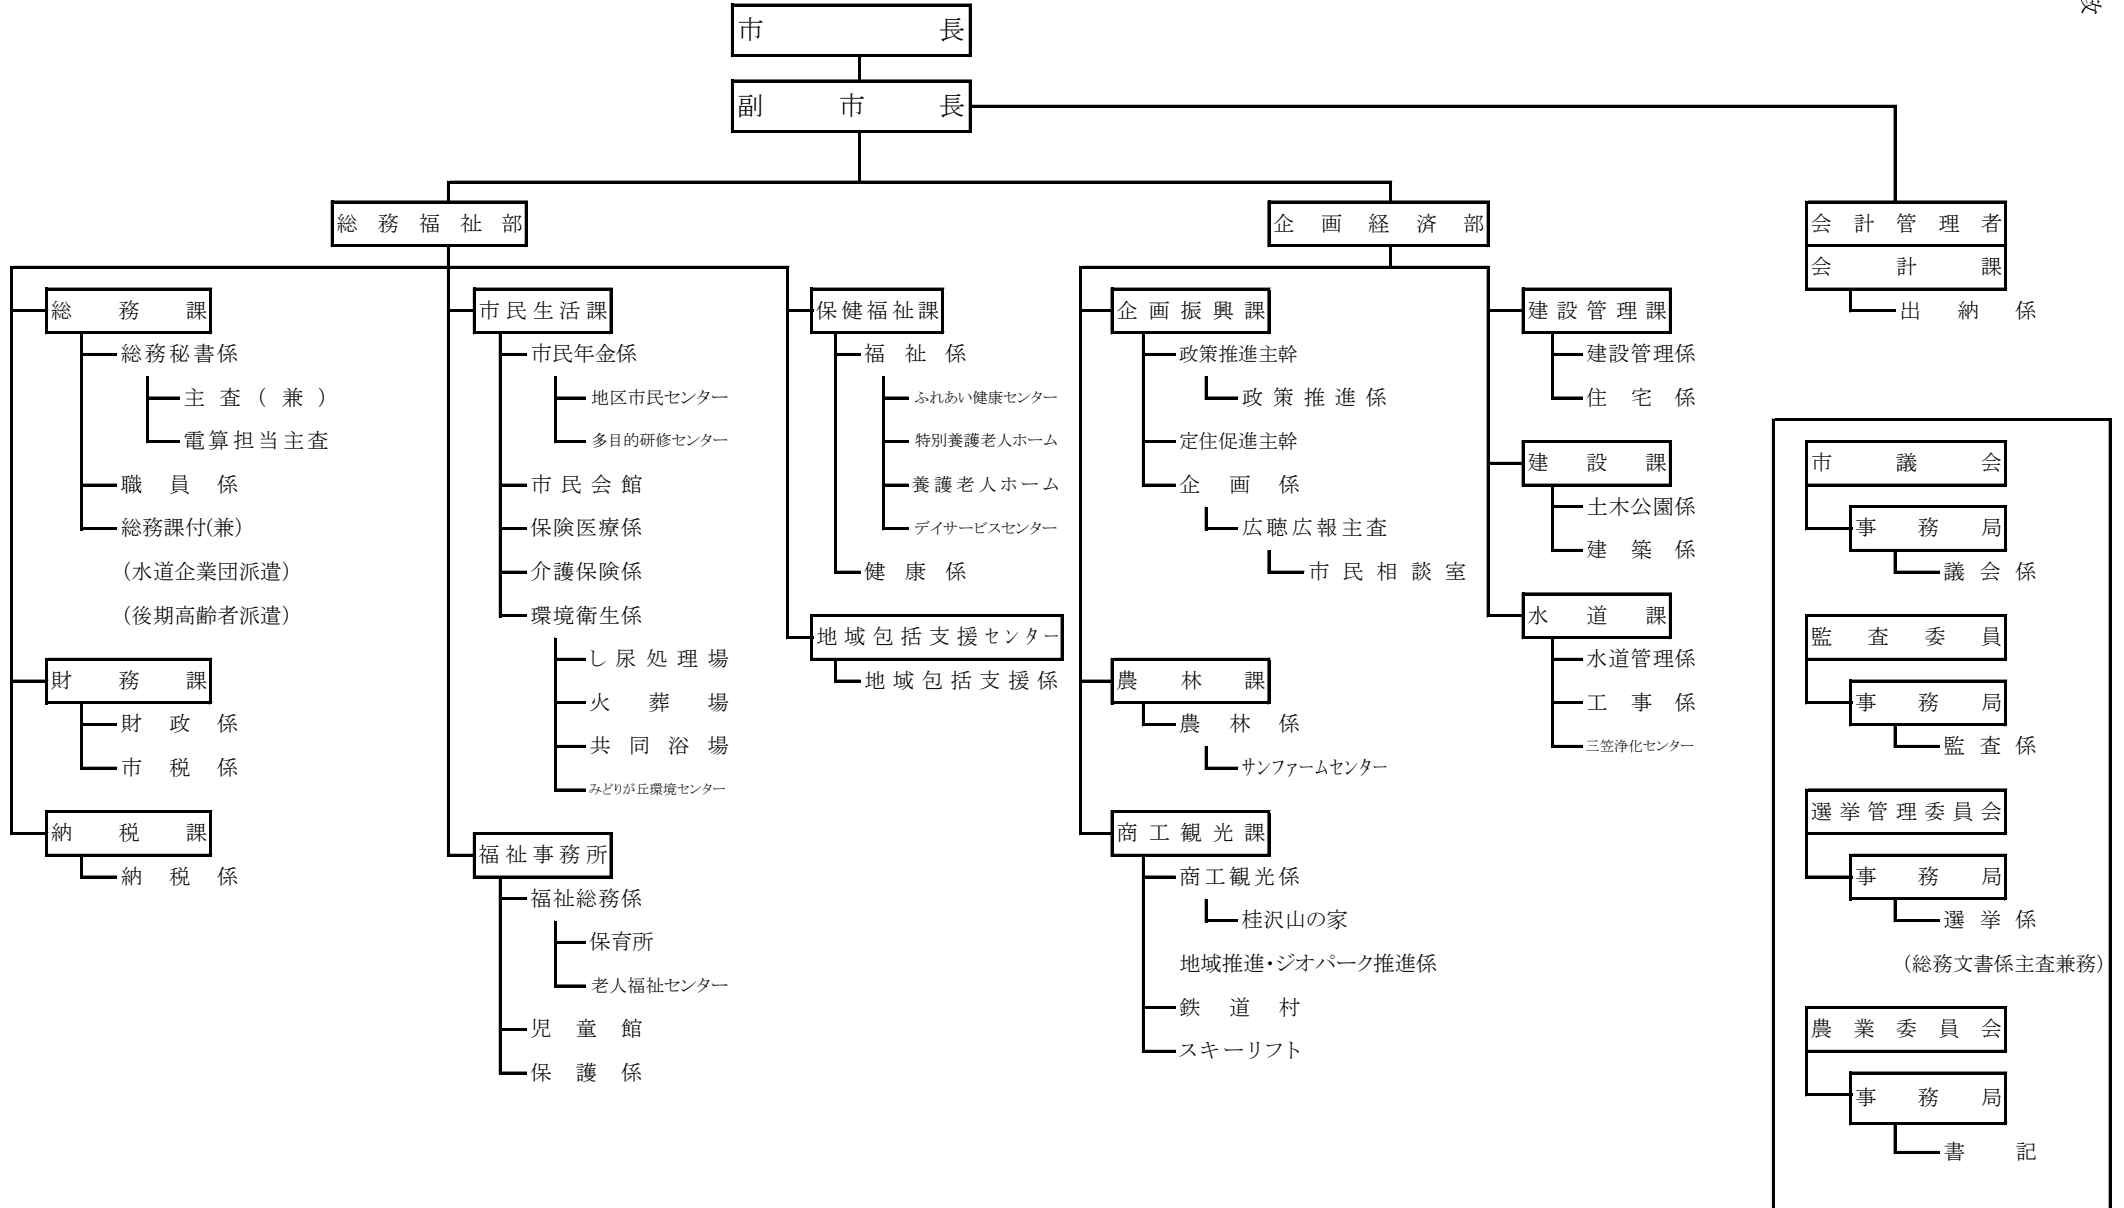 政
市長
副市長
総務福祉部
企画経済部
会計管理者
会計課
出納係
総務課
総務秘書係
主査(兼)
電算担当主査
職員係
総務課付(兼)
(水道企業団派遣)
(後期高齢者派遣)
財務課
財政係
市税係
納税課
納税係
市民生活課
市民年金係
地区市民センター
多目的研修センター
市民会館
保険医療係
介護保険係
環境衛生係
し尿処理場
火葬場
共同浴場
みどりが丘環境センター
福祉事務所
福祉総務係
保育所
老人福祉センター
児童館
保護係
保健福祉課
福祉係
ふれあい健康センター
特別養護老人ホーム
養護老人ホーム
デイサービスセンター
健康係
地域包括支援センター
地域包括支援係
企画振興課
政策推進主幹
政策推進係
定住促進主幹
企画係
広聴広報主査
市民相談室
農林課
農林係
サンファームセンター
商工観光課
商工観光係
桂沢山の家
地域推進・ジオパーク推進係
鉄道村
スキーリフト
建設管理課
建設管理係
住宅係
建設課
土木公園係
建築係
水道課
水道管理係
工事係
三笠浄化センター
市議会
事務局
議会係
監査委員
事務局
監査係
選挙管理委員会
事務局
選挙係
(総務文書係主査兼務)
農業委員会
事務局
書記